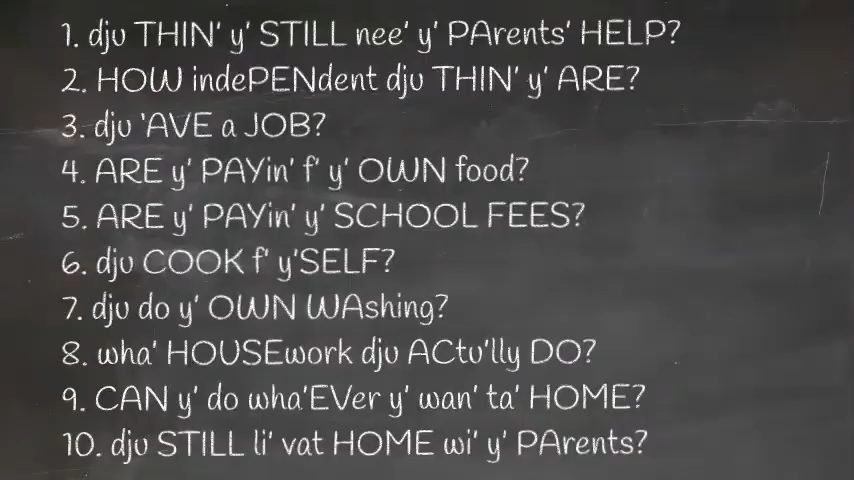 1. dju THIN' y' STILL nee' y' PArents' HELP?
2. HOW indePENdent dju THIN' y' ARE?
3. dju 'AVE a JOB?
4. ARE y' PAYin' f' y' OWN food?
5. ARE y' PAYin' y' SCHOOL FEES?
6. dju COOK f' y'SELF?
7. dju do y' OWN WAshing?
8. wha' HOUSEwork dju ACtu'lly DO?
9. CAN y' do wha'EVer y' wan' ta' HOME?
10. dju STILL li' vat HOME wi' y' PArents?